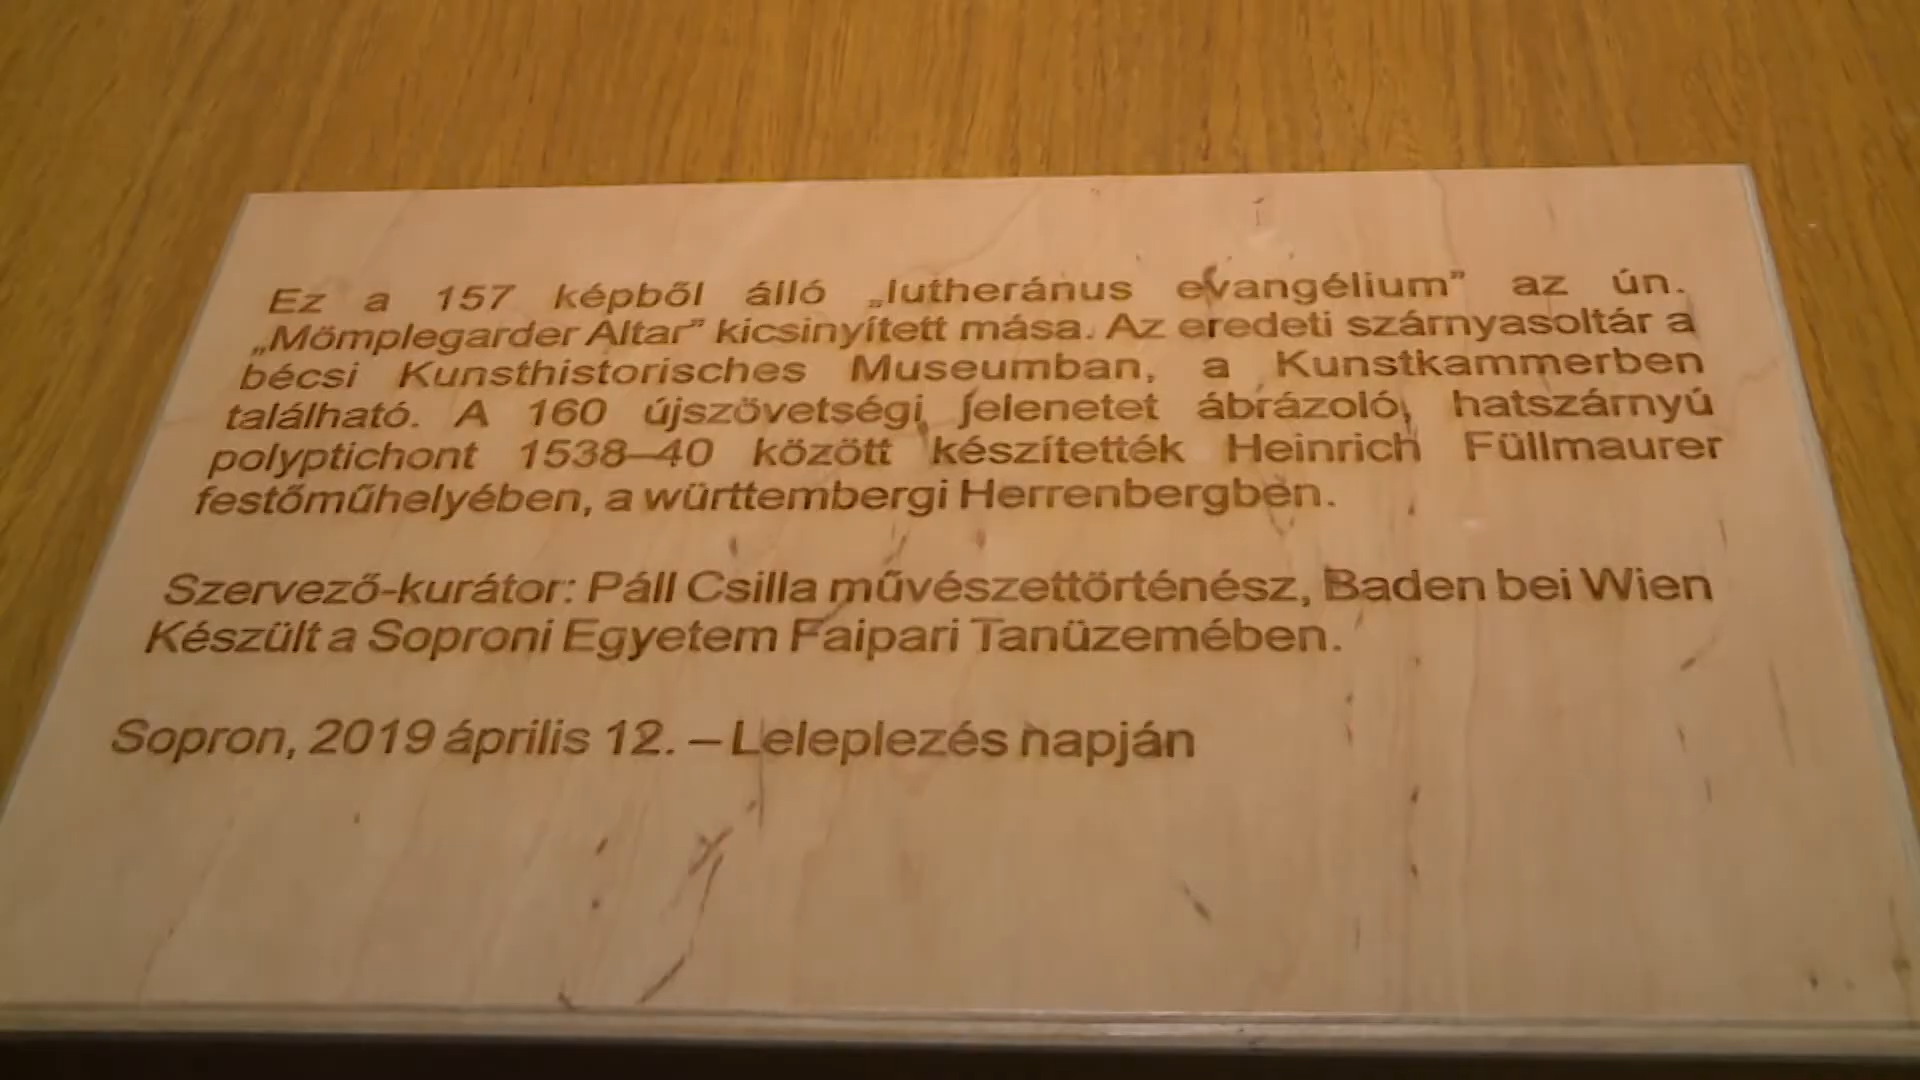 Ez a 157 képből álló „lutheránus evangélium” az ún.
„Mömplegarder Altar” kicsinyített mása. Az eredeti szárnyasoltár a
bécsi Kunsthistorisches Museumban, a Kunstkammerben
található. A 160 újszövetségi jelenetet ábrázoló, hatszárnyú
polyptichont 1538–40 között készítették Heinrich Füllmaurer
festőműhelyében, a württembergi Herrenbergben.
Szervező-kurátor: Páll Csilla művészettörténész, Baden bei Wien
Készült a Soproni Egyetem Faipari Tanüzemében.
Sopron, 2019 április 12. – Leleplezés napján